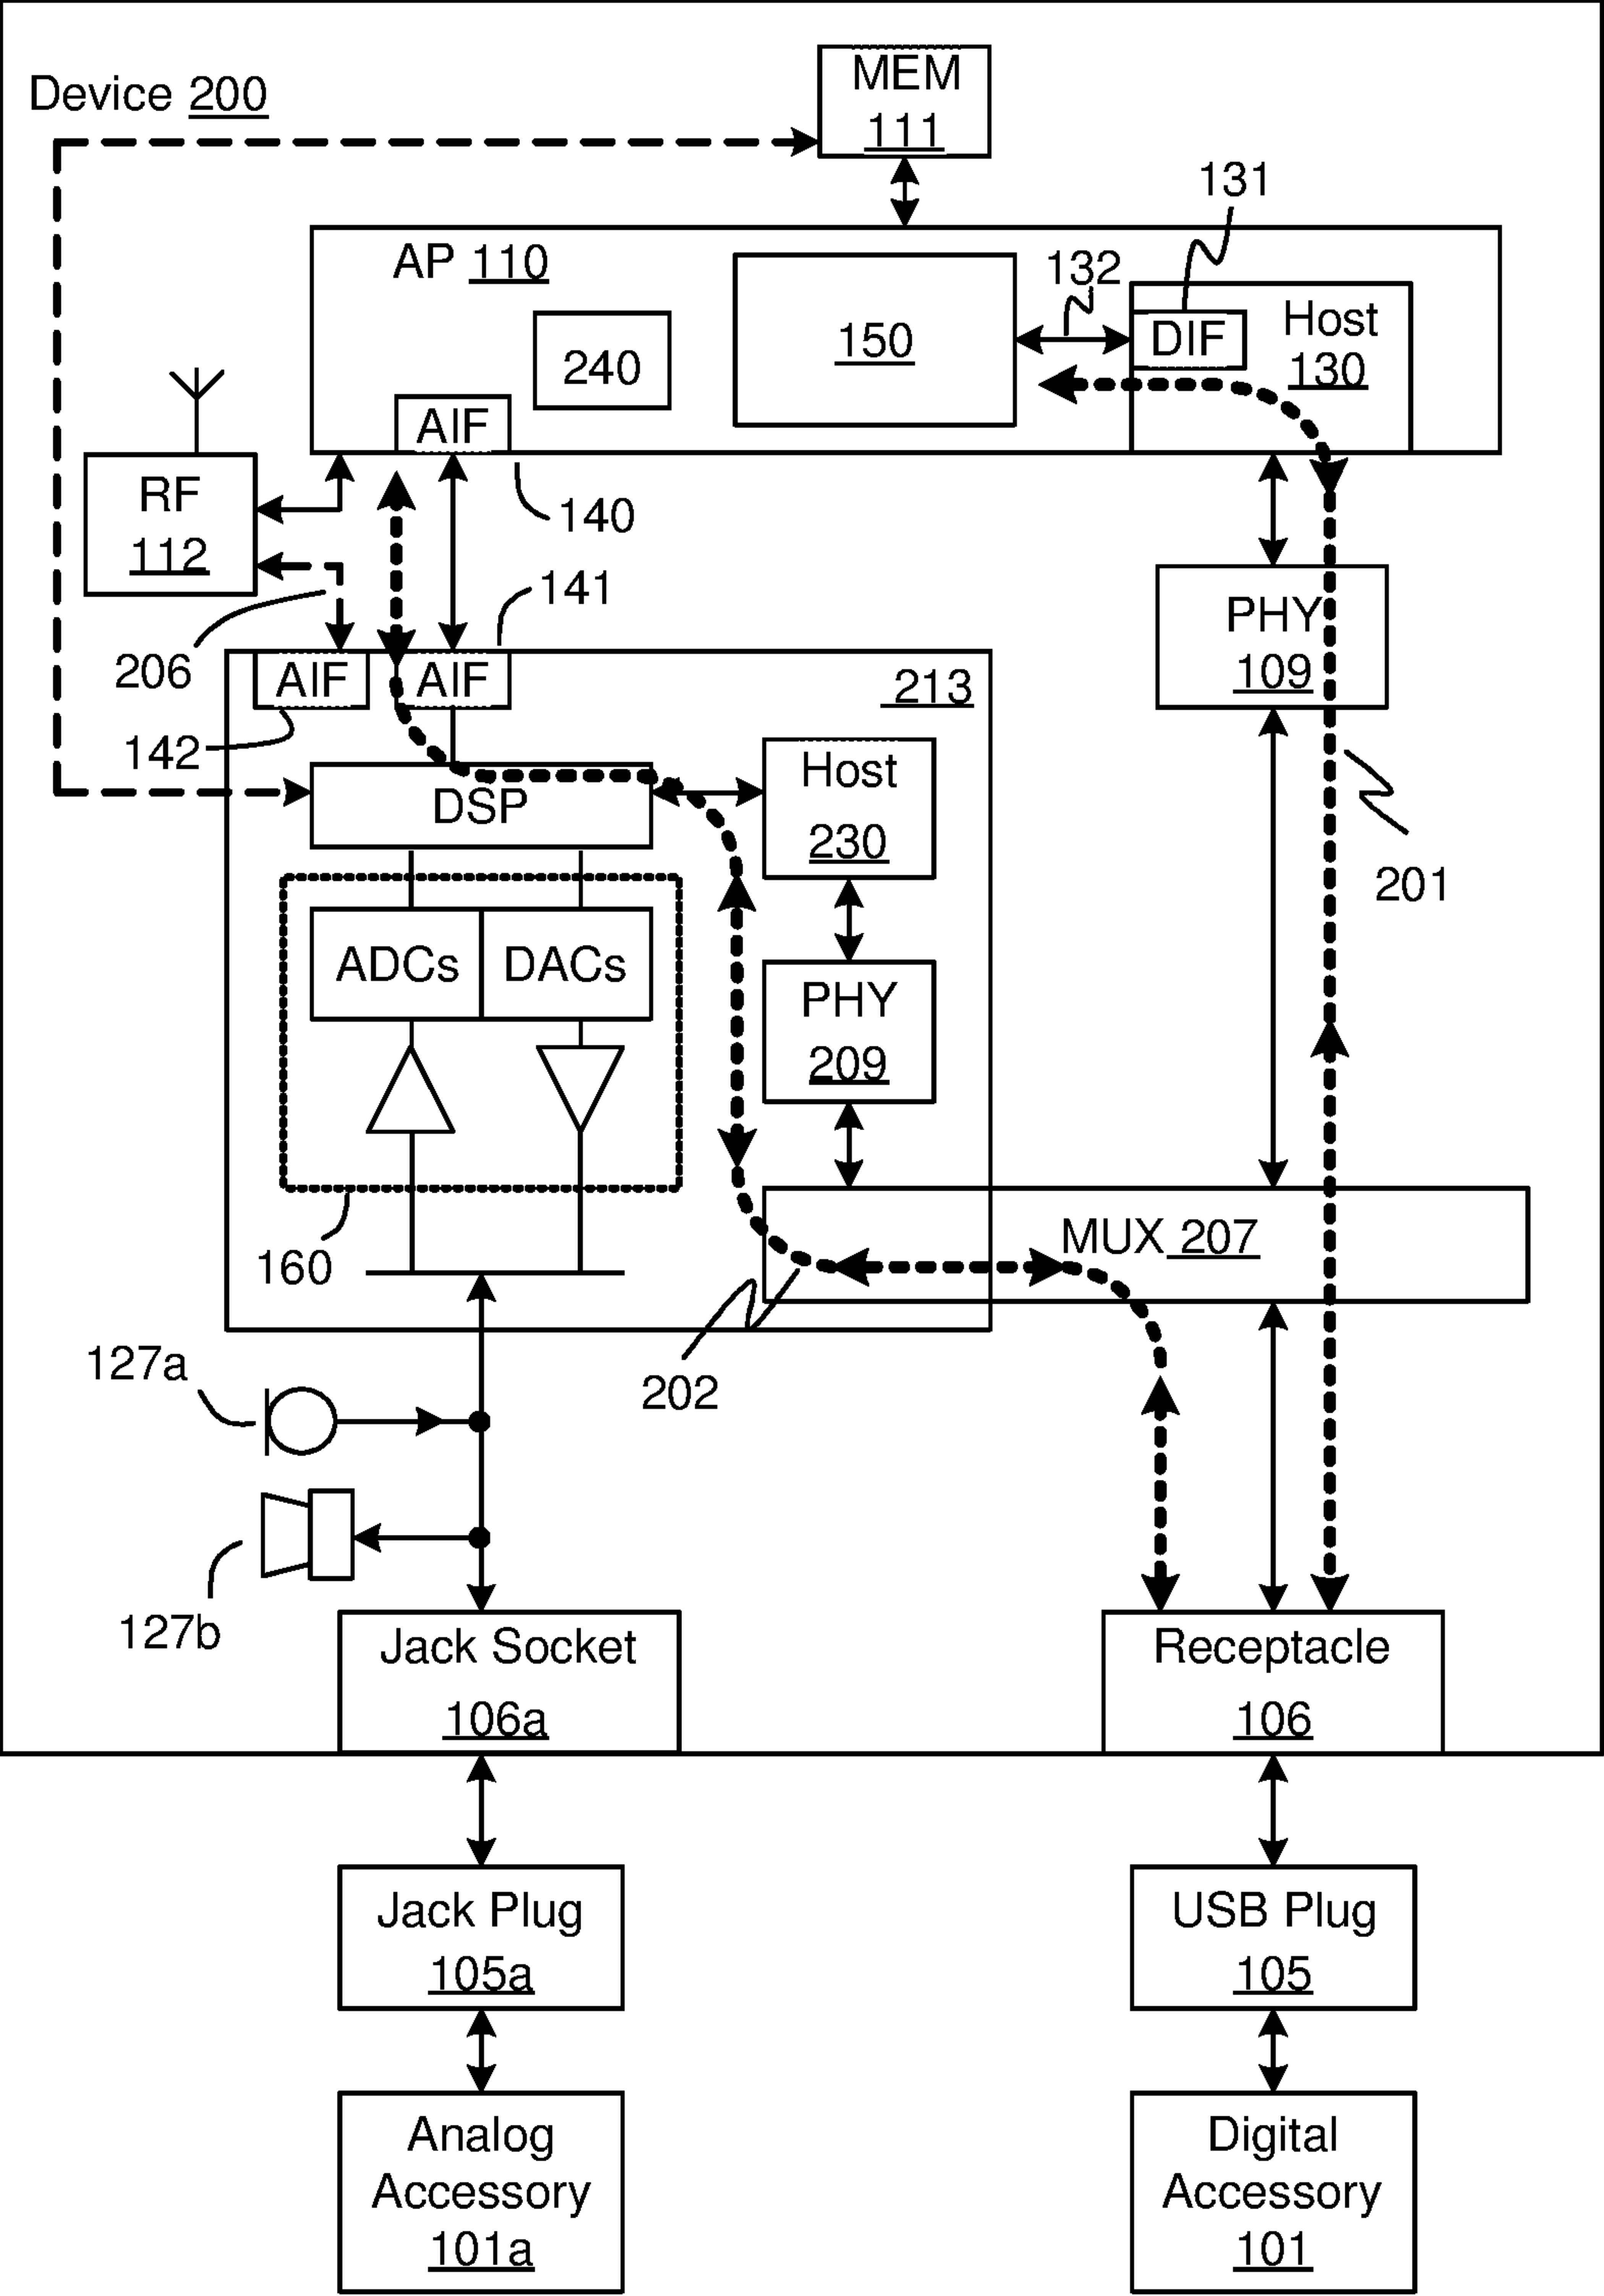 Device 200
MEM
111
131
AP 110
132
150
DIF
Host
130
240
AIF
RF
112
140
141
206
PHY
109
AIF
AIF
213
142
Host
230
DSP
201
ADCs
DACs
PHY
209
MUX 207
160
127a
202
127b
Jack Socket
106a
Receptacle
106
Jack Plug
105a
USB Plug
105
Analog
Accessory
101a
Digital
Accessory
101